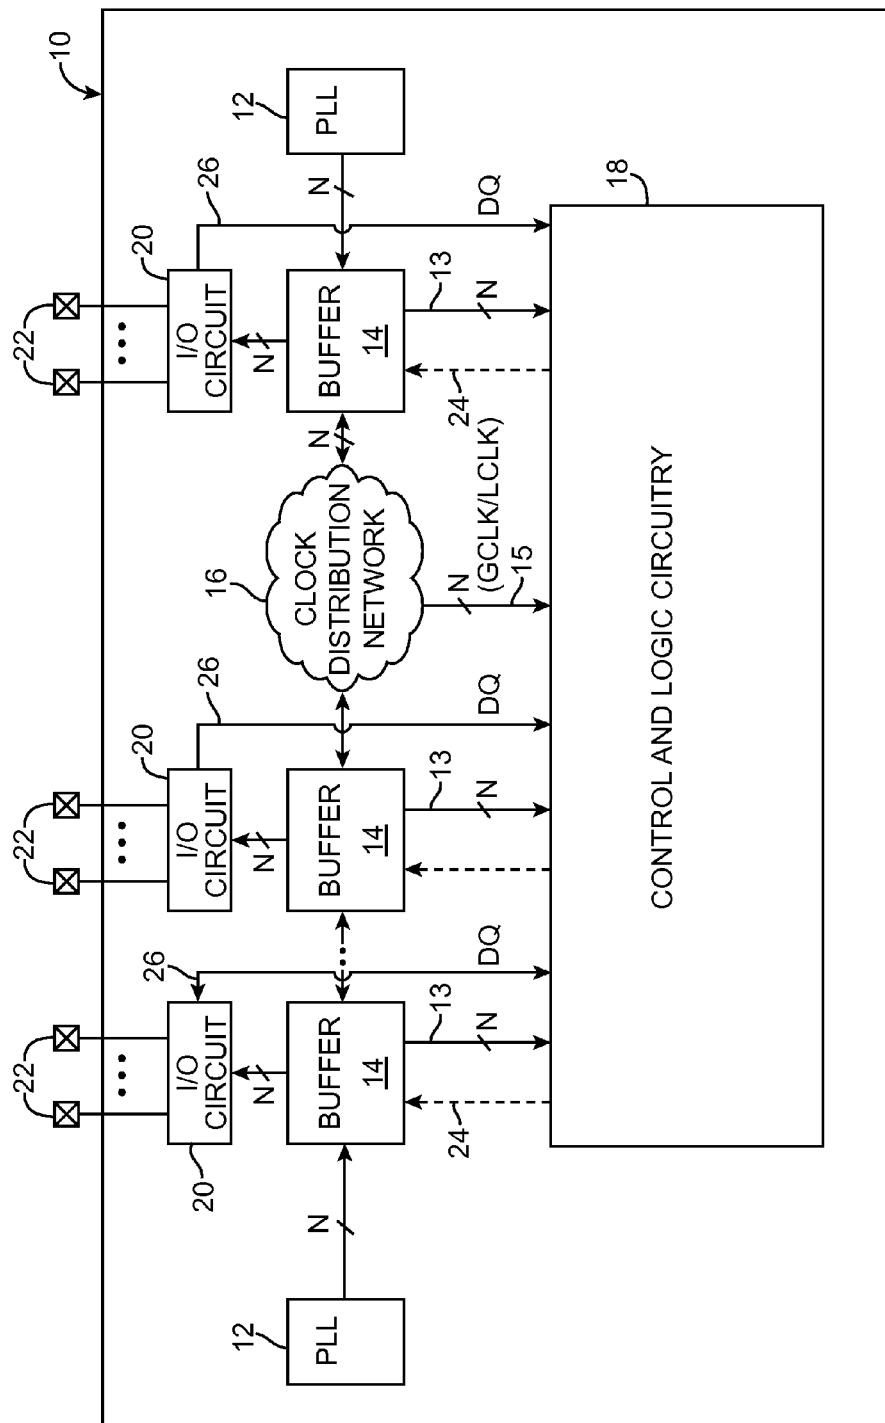 22
22
22
10
26
20
26
20
26
20
I/O
CIRCUIT
I/O
CIRCUIT
I/O
CIRCUIT
N
N
N
12
16
12
PLL
N
BUFFER
14
BUFFER
14
CLOCK
DISTRIBUTION
NETWORK
N
BUFFER
14
N
PLL
24
13
N
DQ
13
N
DQ
N
(GCLK/LCLK)
15
24
13
N
DQ
18
CONTROL AND LOGIC CIRCUITRY